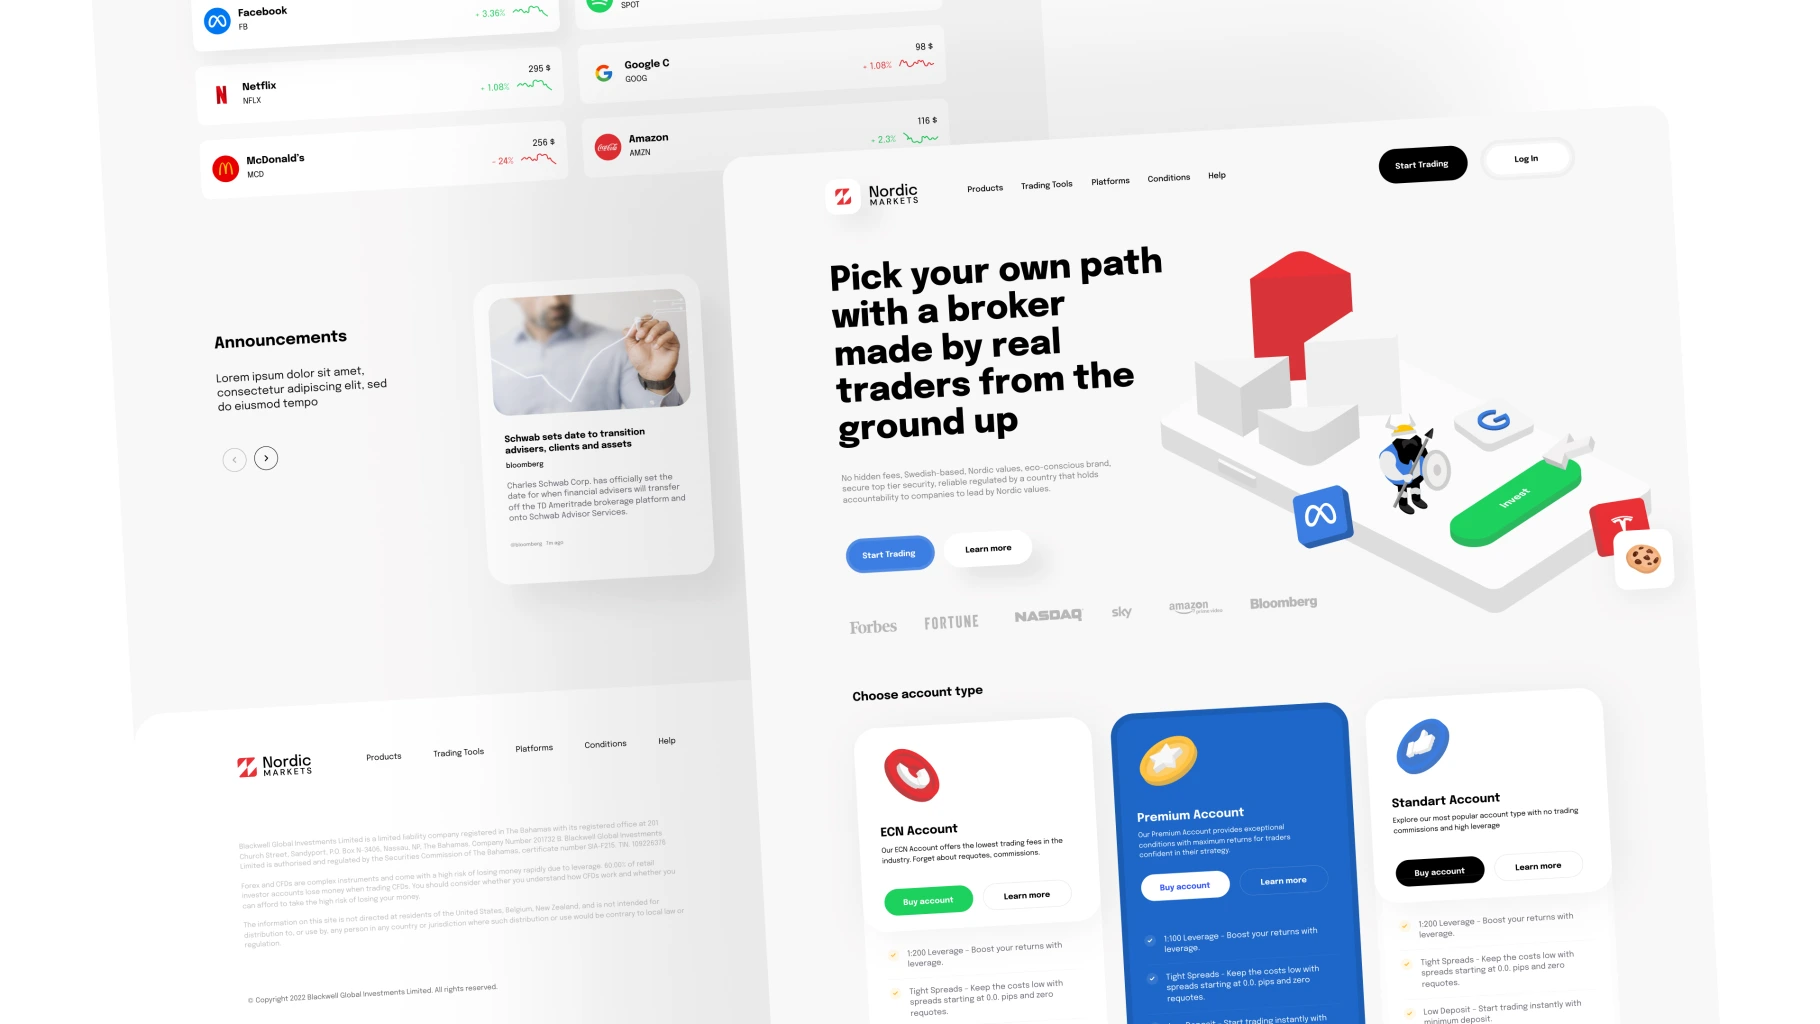 Facebook
FB
+ 3.36%
SPOT
Netflix
NFLX
295 $
+ 1.08%
Google C
GOOG
98 $
+ 1.08%
McDonald's
MCD
256 $
- 24%
Amazon
AMZN
116 $
+ 2.3%
Coca-Cola
Announcements
Lorem ipsum dolor sit amet,
consectetur adipiscing elit, sed
do eiusmod tempo
Schwab sets date to transition
advisers, clients and assets
bloomberg
Charles Schwab Corp. has officially set the
date for when financial advisers will transfer
off the TD Ameritrade brokerage platform and
onto Schwab Advisor Services.
@bloomberg 7m ago
Nordic
MARKETS
Products
Trading Tools
Platforms
Conditions
Help
Blackwell Global Investments Limited is a limited liability company registered in The Bahamas with its registered office at 201
Church Street, Sandyport, P.O. Box N-3406, Nassau, NP, The Bahamas, Company Number 201732 B. Blackwell Global Investments
Limited is authorised and regulated by the Securities Commission of The Bahamas, certificate number SIA-F215. TIN:
Forex and CFDs are complex instruments and come with a high risk of losing money rapidly due to leverage. 60.00% of retail
investor accounts lose money when trading CFDs. You should consider whether you understand how CFDs work and whether you
can afford to take the high risk of losing your money.
The information on this site is not directed at residents of the United States, Belgium, New Zealand, and is not intended for
distribution to, or use by, any person in any country or jurisdiction where such distribution or use would be contrary to local law or
regulation.
© Copyright 2022 Blackwell Global Investments Limited. All rights reserved.
Nordic
MARKETS
Products
Trading Tools
Platforms
Conditions
Help
Start Trading
Log In
Pick your own path
with a broker
made by real
traders from the
ground up
No hidden fees, Swedish-based, Nordic values, eco-conscious brand,
secure top tier security, reliable regulated by a country that holds
accountability to companies to lead by Nordic values.
Start Trading
Learn more
Invest
Forbes
FORTUNE
NASDAQ
sky
amazon
prime video
Bloomberg
Choose account type
ECN Account
Our ECN Account offers the lowest trading fees in the
industry. Forget about requotes, commissions.
Buy account
Learn more
1:200 Leverage – Boost your returns with
leverage.
Tight Spreads – Keep the costs low with
spreads starting at 0.0. pips and zero
requotes.
Premium Account
Our Premium Account provides exceptional
conditions with maximum returns for traders
confident in their strategy.
Buy account
Learn more
1:100 Leverage – Boost your returns with
leverage.
Tight Spreads – Keep the costs low with
spreads starting at 0.0. pips and zero
requotes.
Deposit – Start trading instantly with
Standart Account
Explore our most popular account type with no trading
commissions and high leverage
Buy account
Learn more
1:200 Leverage – Boost your returns with
leverage.
Tight Spreads – Keep the costs low with
spreads starting at 0.0. pips and zero
requotes.
Low Deposit – Start trading instantly with
minimum deposit.